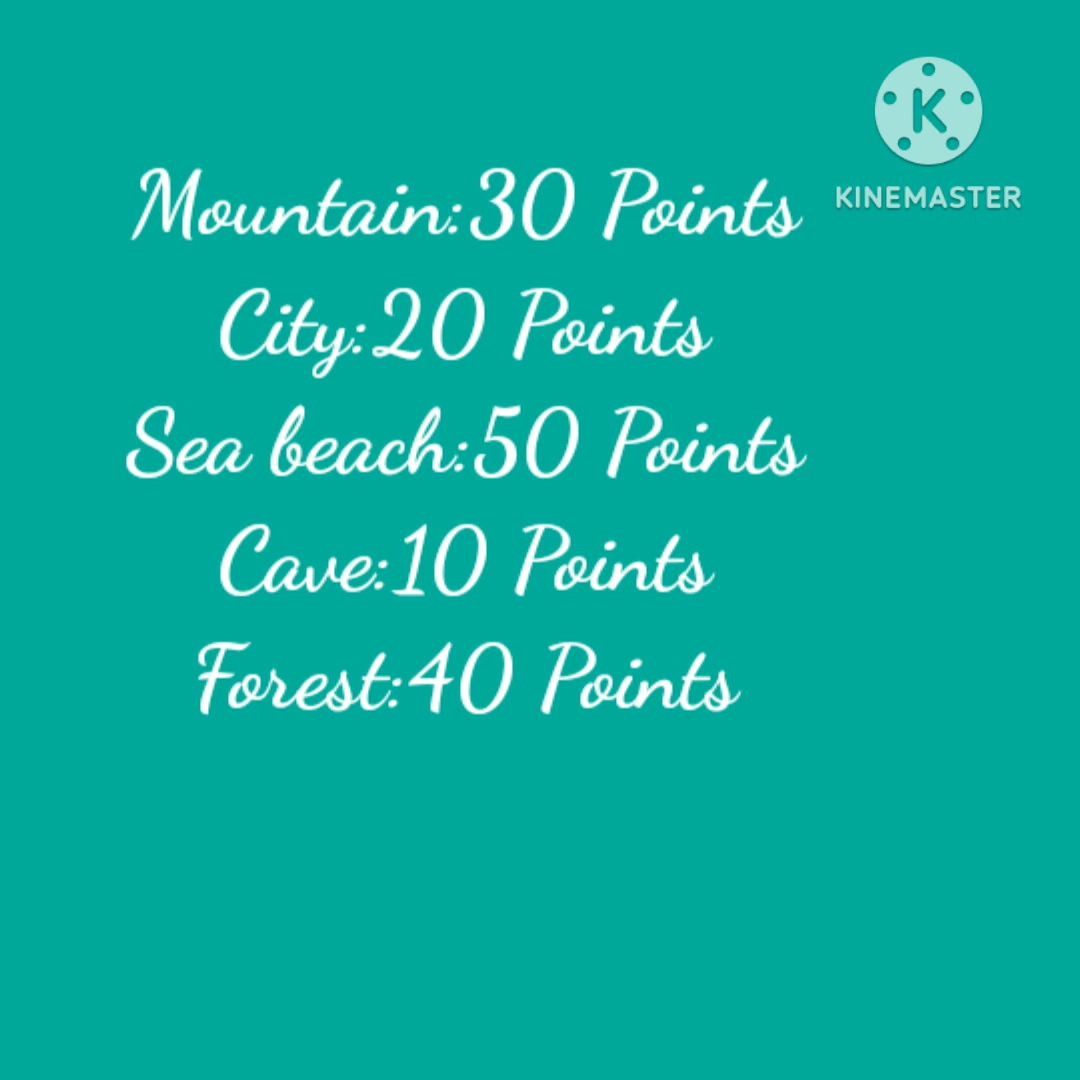 K
KINEMASTER
Mountain:30 Points
City:20 Points
Sea beach:50 Points
Cave:10 Points
Forest:40 Points